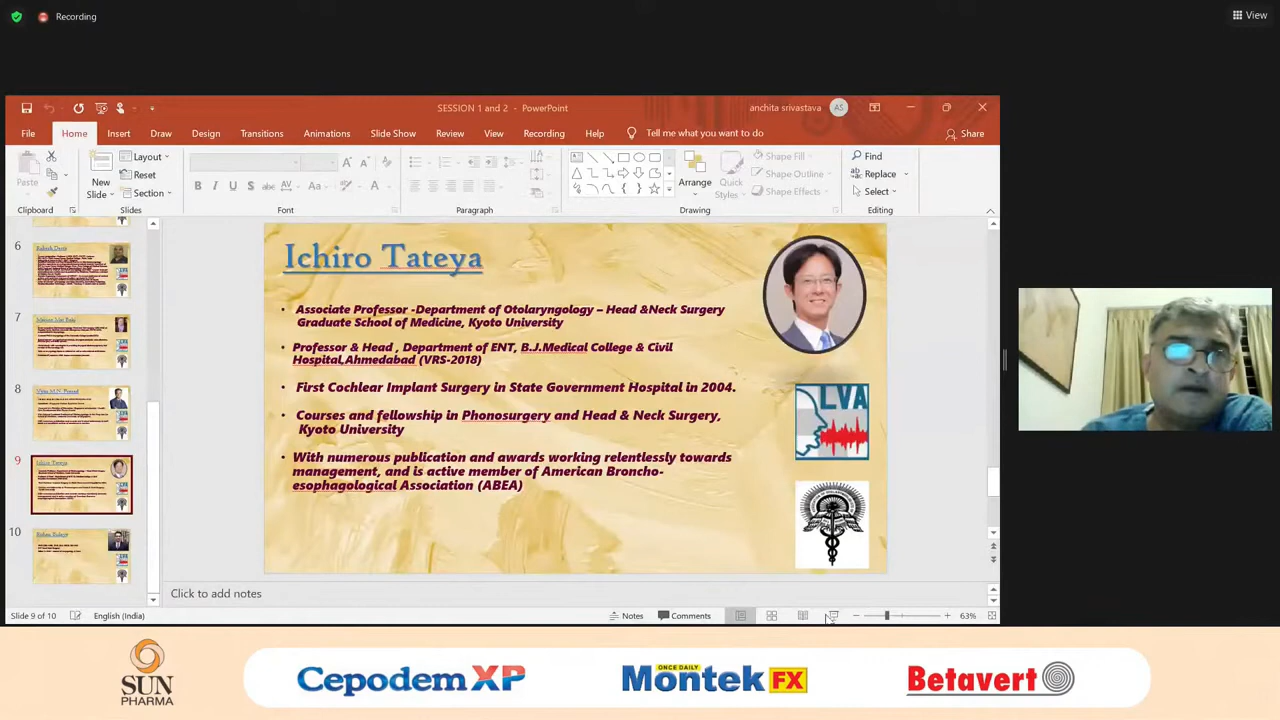 Recording
View
SESSION 1 and 2 - PowerPoint
anchita srivastava
AS
File
Home
Insert
Draw
Design
Transitions
Animations
Slide Show
Review
View
Recording
Help
Tell me what you want to do
Share
Paste
Clipboard
New
Slide
Layout
Reset
Section
Slides
Font
Paragraph
Arrange
Quick
Styles
Shape Fill
Shape Outline
Shape Effects
Drawing
Find
Replace
Select
Editing
6
7
8
9
10
Ichiro Tateya
• Associate Professor -Department of Otolaryngology – Head &Neck Surgery
Graduate School of Medicine, Kyoto University
• Professor & Head , Department of ENT, B.J.Medical College & Civil
Hospital,Ahmedabad (VRS-2018)
• First Cochlear Implant Surgery in State Government Hospital in 2004.
• Courses and fellowship in Phonosurgery and Head & Neck Surgery,
Kyoto University
• With numerous publication and awards working relentlessly towards
management, and is active member of American Broncho-
esophagological Association (ABEA)
LVA
Click to add notes
Slide 9 of 10
English (India)
Notes
Comments
63%
SUN
PHARMA
Cepodem XP
ONCE DAILY
Montek FX
Betavert